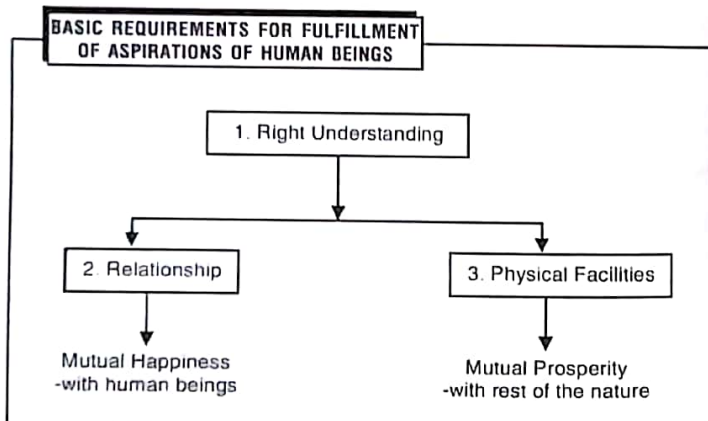 BASIC REQUIREMENTS FOR FULFILLMENT
OF ASPIRATIONS OF HUMAN BEINGS
1. Right Understanding
2. Relationship
3. Physical Facilities
Mutual Happiness
-with human beings
Mutual Prosperity
-with rest of the nature